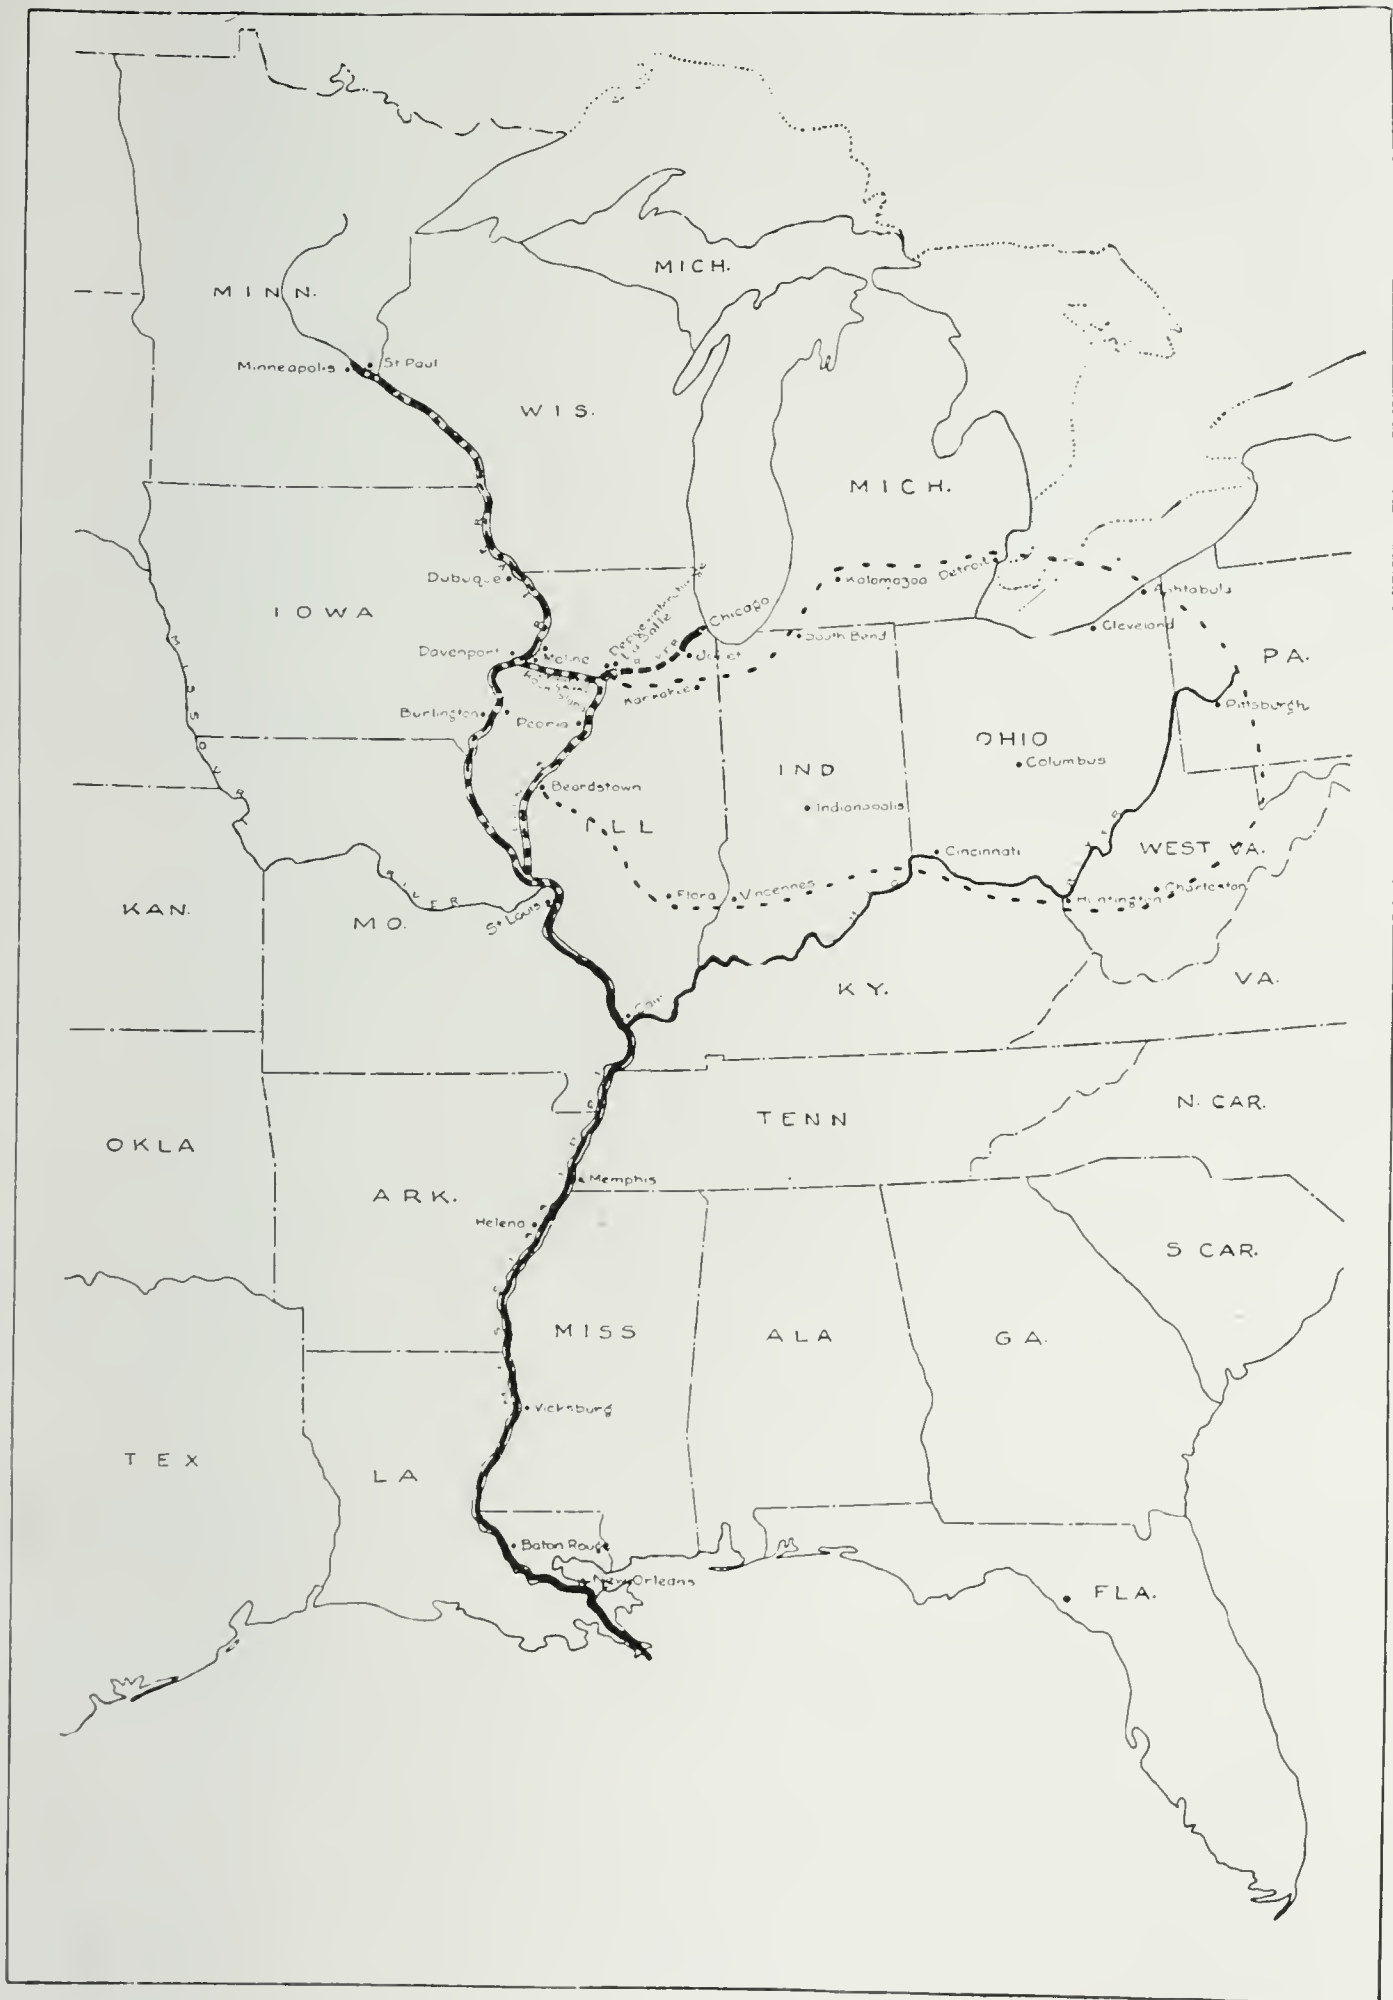 MICH.
MINN.
Minneapolis
St Paul
WIS.
MICH.
Dubuque
Kalamazoo
Detroit
Ashtabula
IOWA
Chicago
Cleveland
South Bend
Davenport
Moline
La Salle
Joliet
PA.
Kankakee
MISSOURI
Burlington
Peoria
Pittsburgh
OHIO
Columbus
IND
Beardstown
Indianapolis
ILL
WEST VA.
Cincinnati
Charleston
Flora
Vincennes
Huntington
KAN.
MO.
RIVER
St Louis
VA.
KY.
Cairo
TENN
N. CAR.
OKLA
Memphis
ARK.
Helena
S CAR.
MISS
ALA
GA.
Vicksburg
TEX
LA
Baton Rouge
New Orleans
FLA.